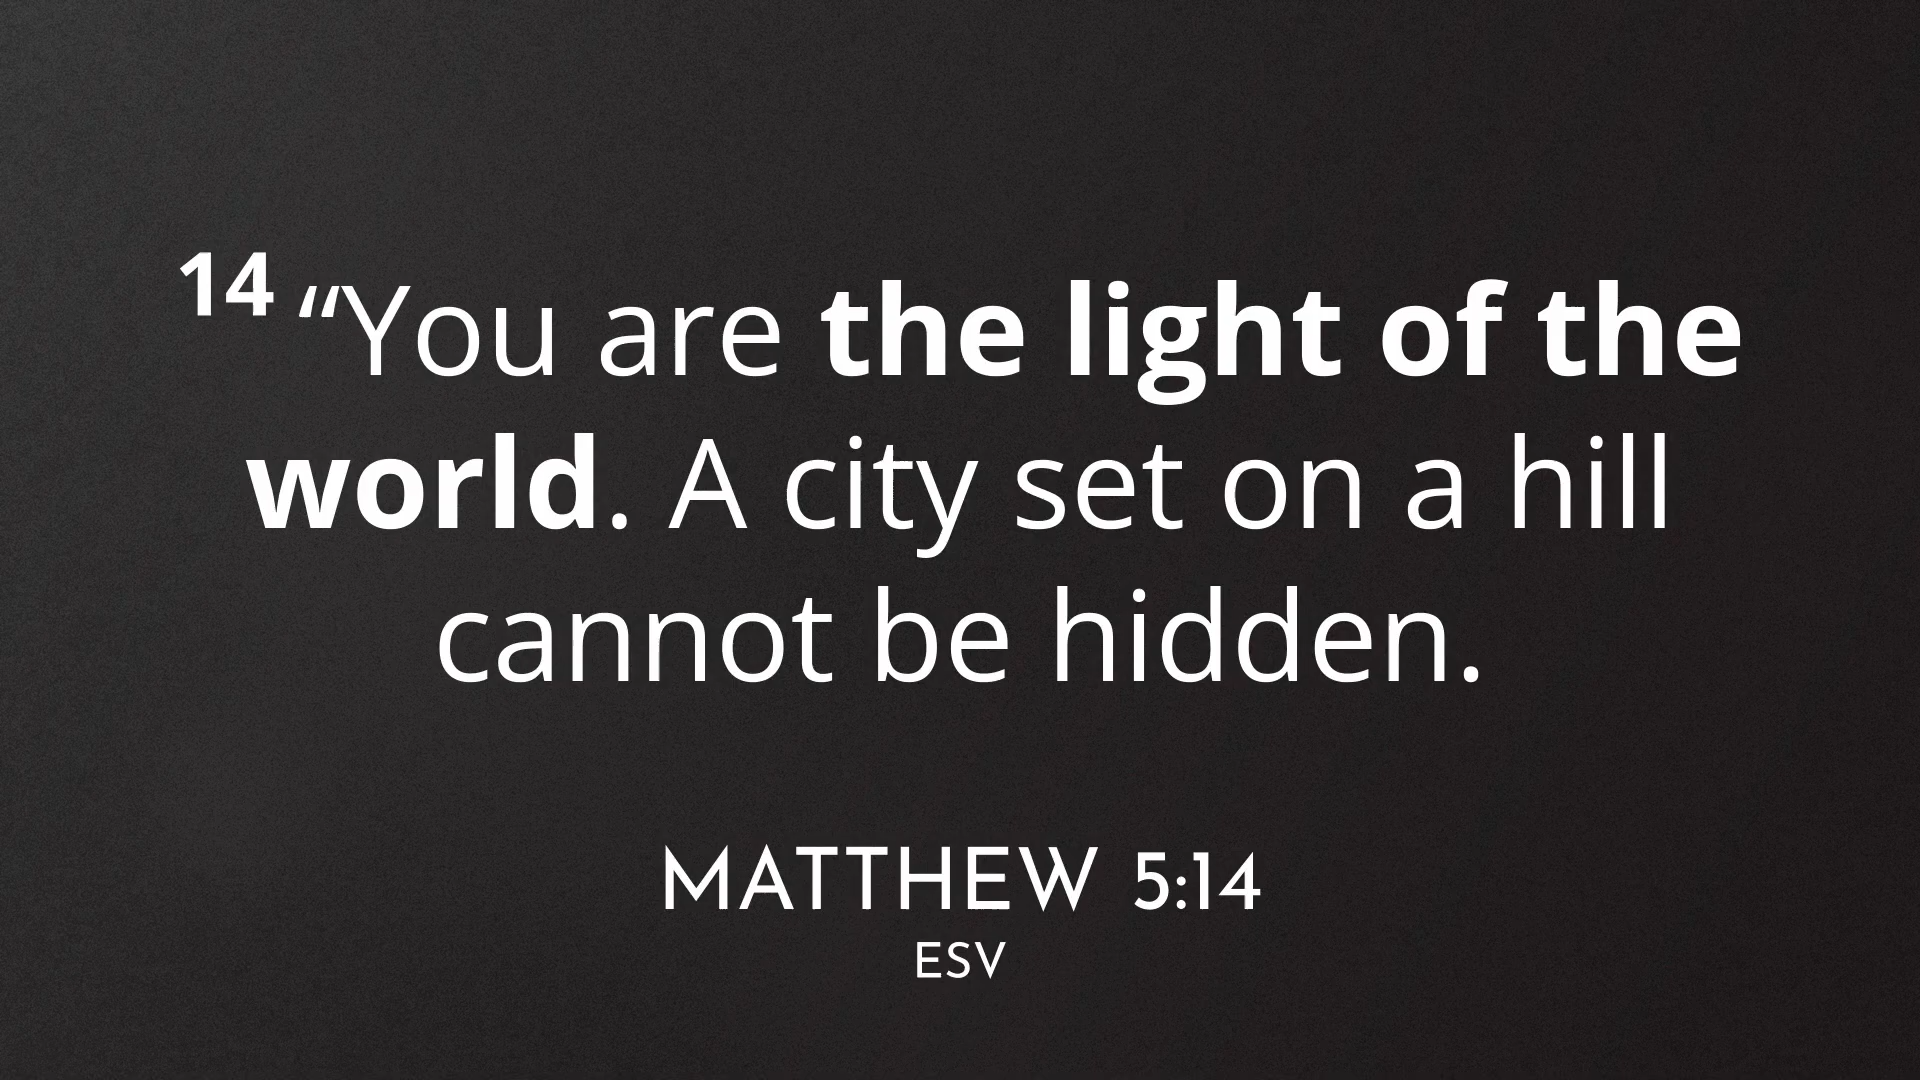 14 “You are the light of the
world. A city set on a hill
cannot be hidden.
MATTHEW 5:14
ESV